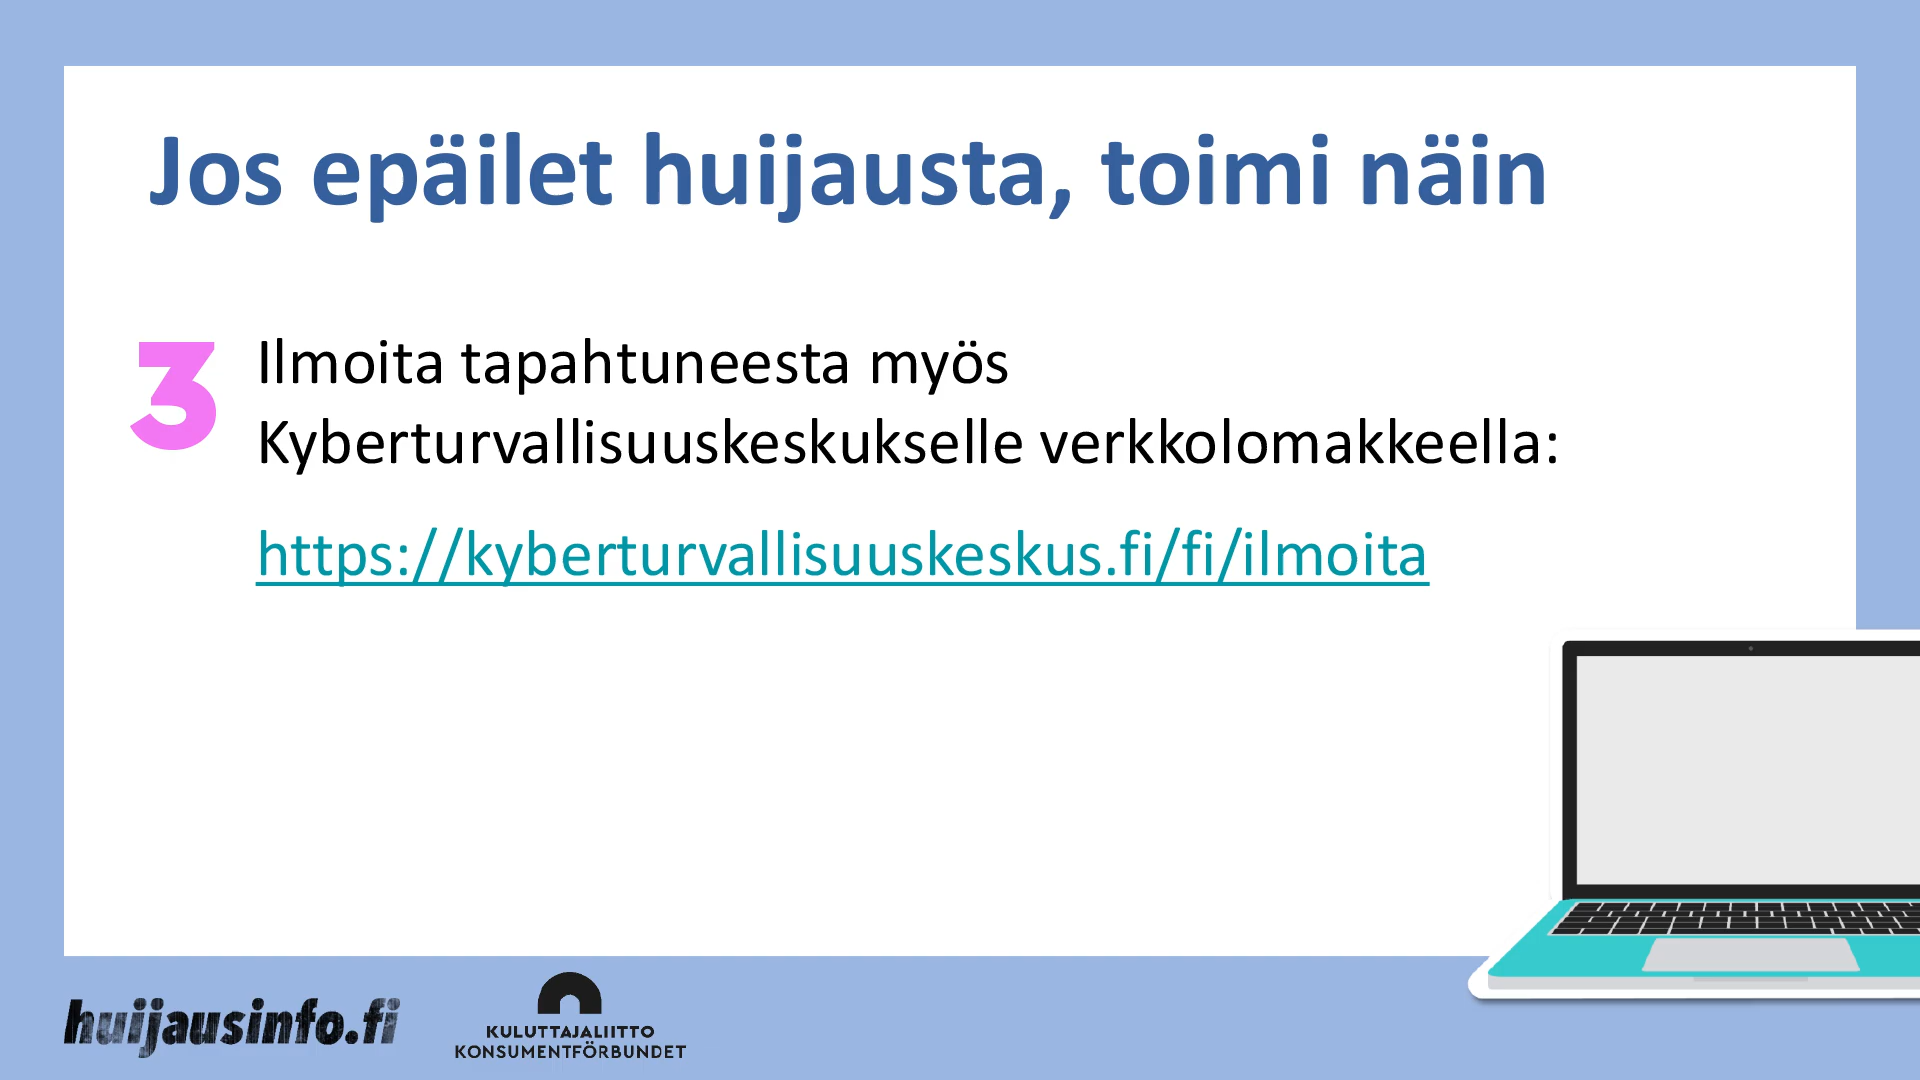 Jos epäilet huijausta, toimi näin
3
Ilmoita tapahtuneesta myös
Kyberturvallisuuskeskukselle verkkolomakkeella:
https://kyberturvallisuuskeskus.fi/fi/ilmoita
huijausinfo.fi
KULUTTAJALIITTO
KONSUMENTFÖRBUNDET